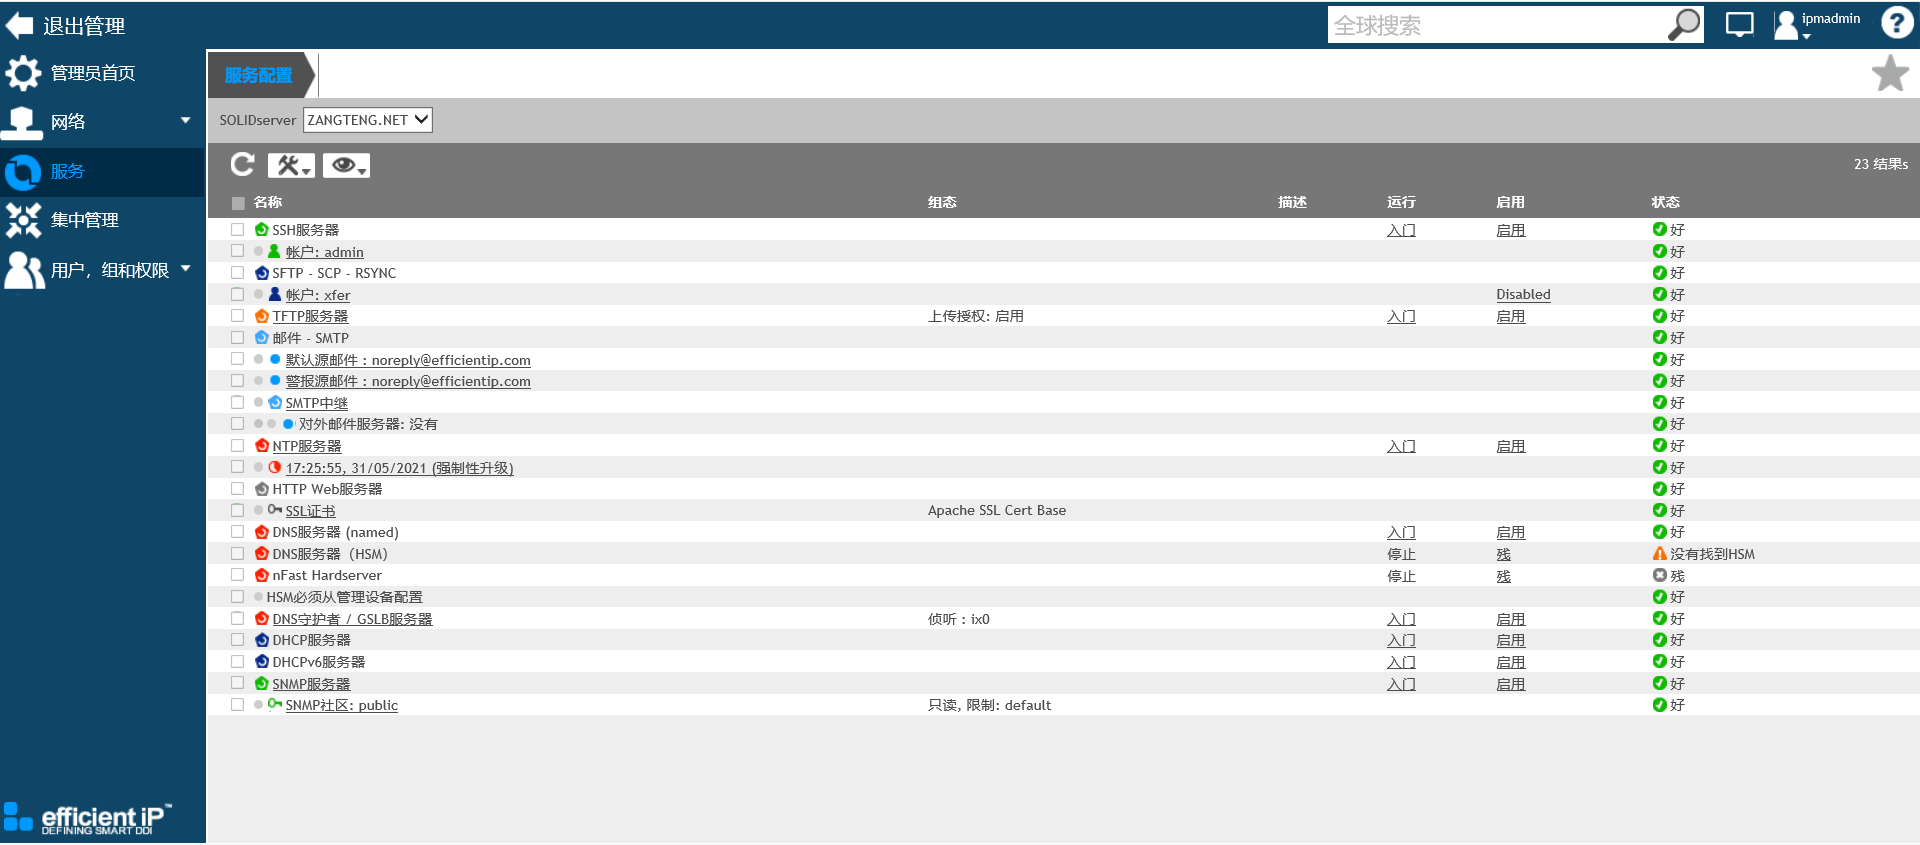 退出管理
全球搜索
ipmadmin
管理员首页
网络
服务
集中管理
用户，组和权限
服务配置
SOLIDserver ZANGTENG.NET
23 结果s
名称 组态 描述 运行 启用 状态
SSH服务器 入门 启用 好
帐户: admin 好
SFTP - SCP - RSYNC 好
帐户: xfer Disabled 好
TFTP服务器 上传授权: 启用 入门 启用 好
邮件 - SMTP 好
默认源邮件 : noreply@efficientip.com 好
警报源邮件 : noreply@efficientip.com 好
SMTP中继 好
对外邮件服务器: 没有 好
NTP服务器 入门 启用 好
17:25:55, 31/05/2021 (强制性升级) 好
HTTP Web服务器 好
SSL证书 Apache SSL Cert Base 好
DNS服务器 (named) 入门 启用 好
DNS服务器（HSM） 停止 残 没有找到HSM
nFast Hardserver 停止 残 残
HSM必须从管理设备配置 好
DNS守护者 / GSLB服务器 侦听 : ix0 入门 启用 好
DHCP服务器 入门 启用 好
DHCPv6服务器 入门 启用 好
SNMP服务器 入门 启用 好
SNMP社区: public 只读, 限制: default 好
efficient iP™
DEFINING SMART DDI